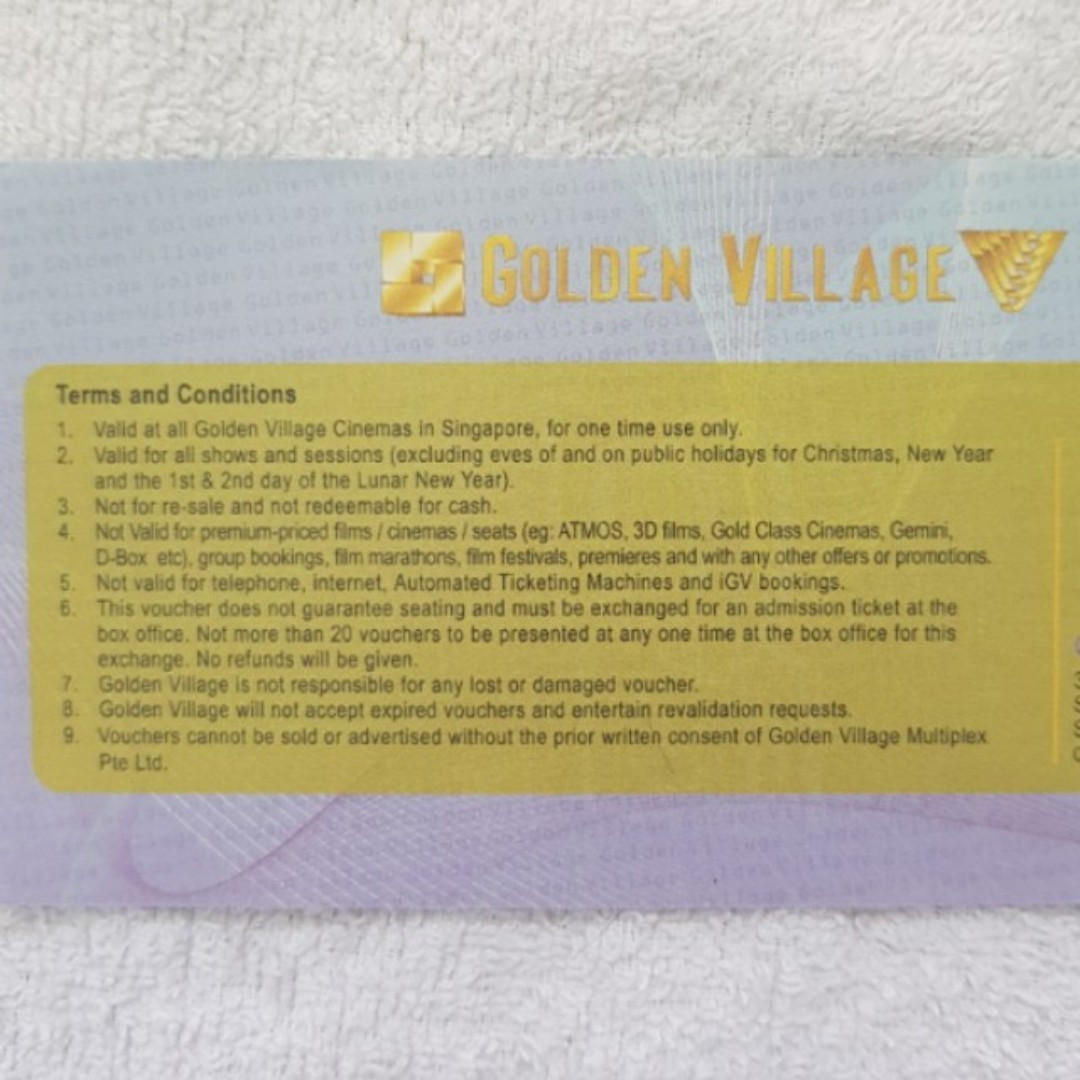 GOLDEN VILLAGE
Terms and Conditions
1. Valid at all Golden Village Cinemas in Singapore, for one time use only.
2. Valid for all shows and sessions (excluding eves of and on public holidays for Christmas, New Year
and the 1st & 2nd day of the Lunar New Year).
3. Not for re-sale and not redeemable for cash.
4. Not Valid for premium-priced films / cinemas / seats (eg: ATMOS, 3D films, Gold Class Cinemas, Gemini,
D-Box etc), group bookings, film marathons, film festivals, premieres and with any other offers or promotions.
5. Not valid for telephone, internet, Automated Ticketing Machines and iGV bookings.
6. This voucher does not guarantee seating and must be exchanged for an admission ticket at the
box office. Not more than 20 vouchers to be presented at any one time at the box office for this
exchange. No refunds will be given.
7. Golden Village is not responsible for any lost or damaged voucher.
8. Golden Village will not accept expired vouchers and entertain revalidation requests.
9. Vouchers cannot be sold or advertised without the prior written consent of Golden Village Multiplex
Pte Ltd.